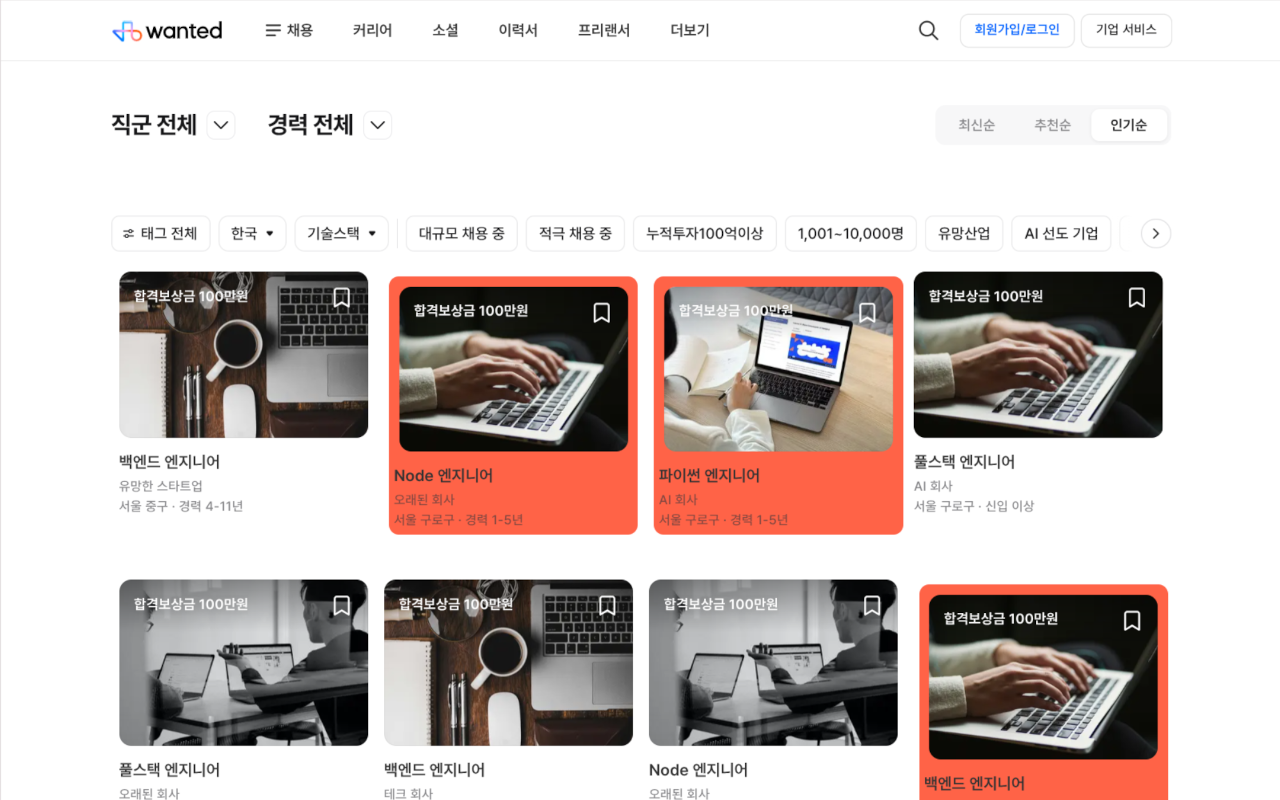 wanted
채용
커리어
소셜
이력서
프리랜서
더보기
회원가입/로그인
기업 서비스
직군 전체
경력 전체
최신순
추천순
인기순
태그 전체
한국
기술스택
대규모 채용 중
적극 채용 중
누적투자100억이상
1,001~10,000명
유망산업
AI 선도 기업
합격보상금 100만원
백엔드 엔지니어
유망한 스타트업
서울 중구 · 경력 4-11년
합격보상금 100만원
Node 엔지니어
오래된 회사
서울 구로구 · 경력 1-5년
합격보상금 100만원
파이썬 엔지니어
AI 회사
서울 구로구 · 경력 1-5년
합격보상금 100만원
풀스택 엔지니어
AI 회사
서울 구로구 · 신입 이상
합격보상금 100만원
풀스택 엔지니어
오래된 회사
합격보상금 100만원
백엔드 엔지니어
테크 회사
합격보상금 100만원
Node 엔지니어
오래된 회사
합격보상금 100만원
백엔드 엔지니어